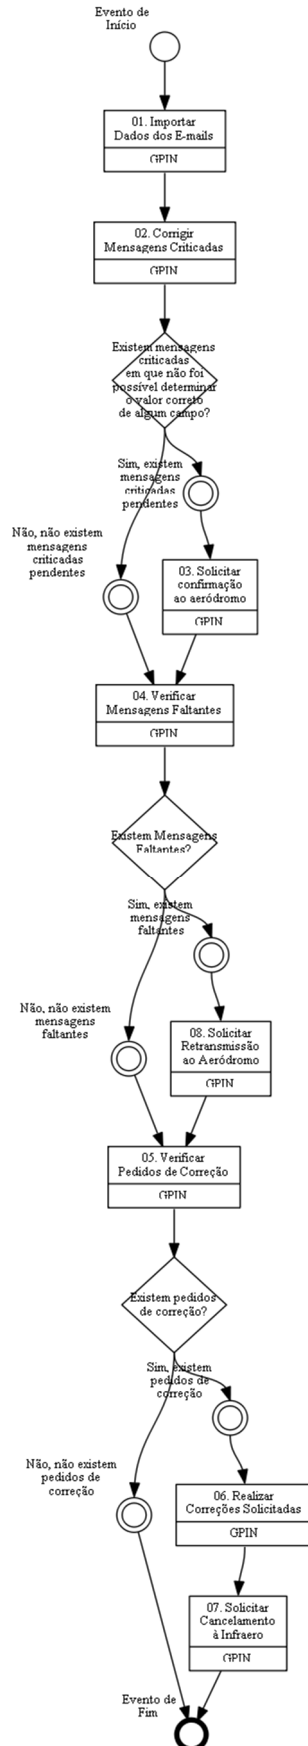 Evento de
Início
01. Importar
Dados dos E-mails
GPIN
02. Corrigir
Mensagens Criticadas
GPIN
Existem mensagens
criticadas
em que não foi
possível determinar
o valor correto
de algum campo?
Sim, existem
mensagens
criticadas
pendentes
Não, não existem
mensagens
criticadas
pendentes
03. Solicitar
confirmação
ao aeródromo
GPIN
04. Verificar
Mensagens Faltantes
GPIN
Existem Mensagens
Faltantes?
Sim, existem
mensagens
faltantes
Não, não existem
mensagens
faltantes
08. Solicitar
Retransmissão
ao Aeródromo
GPIN
05. Verificar
Pedidos de Correção
GPIN
Existem pedidos
de correção?
Sim, existem
pedidos de
correção
Não, não existem
pedidos de
correção
06. Realizar
Correções Solicitadas
GPIN
07. Solicitar
Cancelamento
à Infraero
GPIN
Evento de
Fim